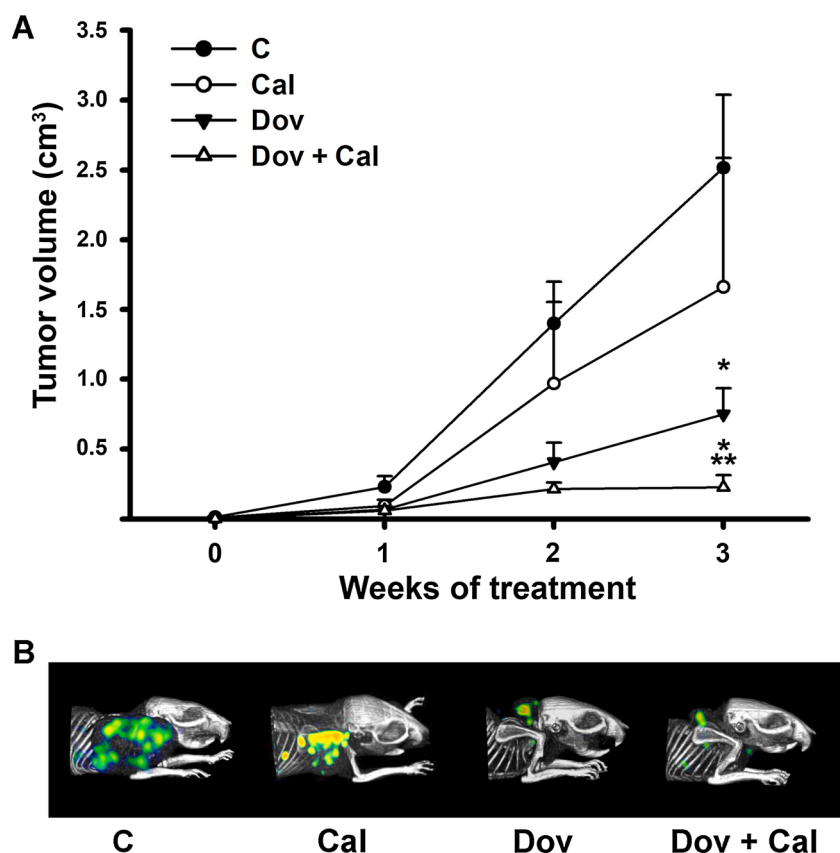 A
3.5
3.0
2.5
2.0
1.5
1.0
0.5
Tumor volume (cm³)
C
Cal
Dov
Dov + Cal
*
*
**
0 1 2 3
Weeks of treatment
B
C Cal Dov Dov + Cal